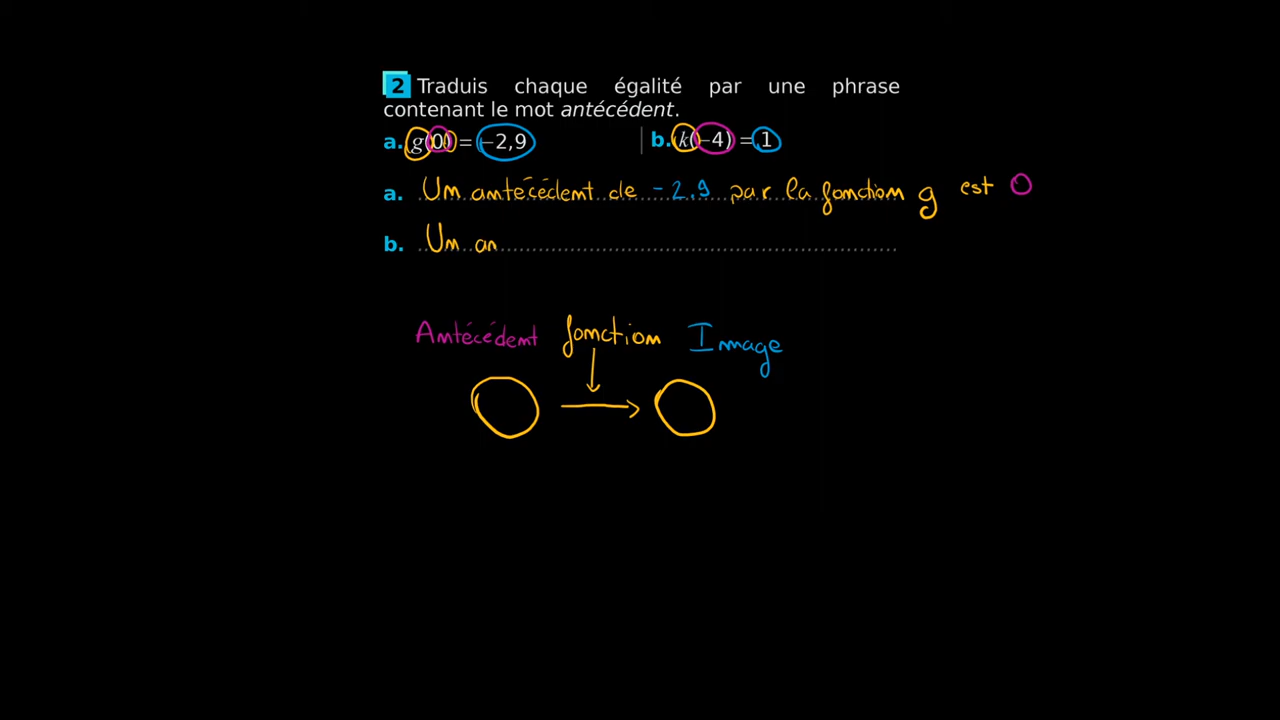 2 Traduis chaque égalité par une phrase
contenant le mot antécédent.
a. g(0) = −2,9 b. k(−4) = 1
a. Un antécédent de -2.9 par la fonction g est 0
b. Un an
Antécédent fonction Image